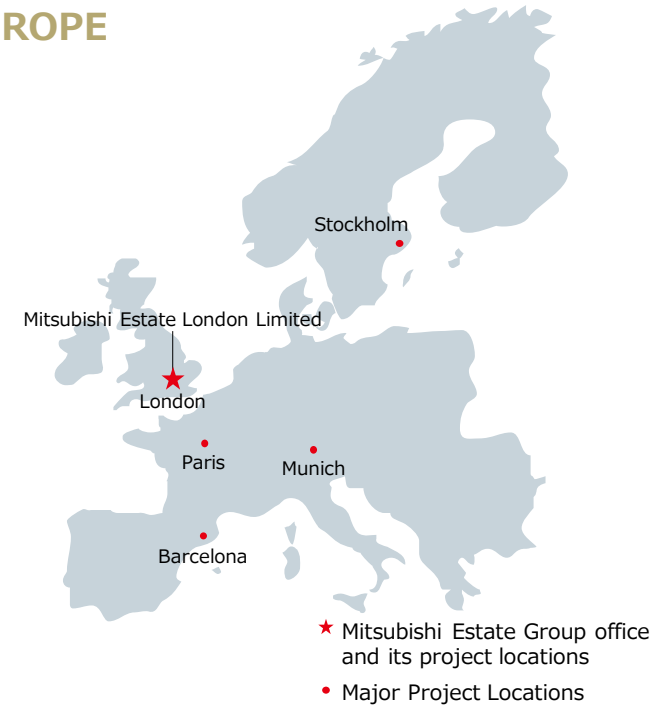 ROPE
Stockholm
Mitsubishi Estate London Limited
London
Paris
Munich
Barcelona
Mitsubishi Estate Group office
and its project locations
Major Project Locations